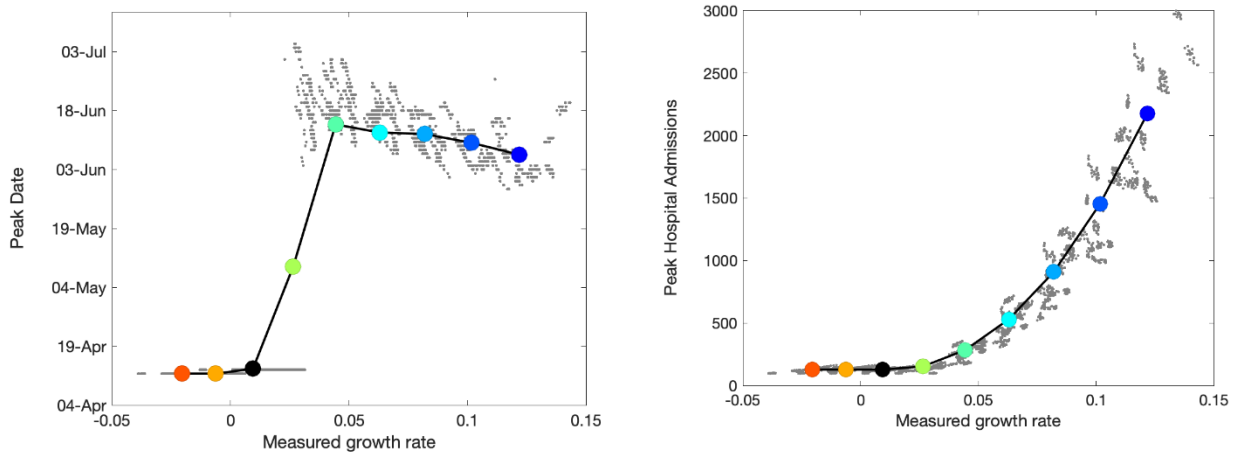 Peak Date
03-Jul
18-Jun
03-Jun
19-May
04-May
19-Apr
04-Apr
-0.05 0 0.05 0.1 0.15
Measured growth rate
Peak Hospital Admissions
3000
2500
2000
1500
1000
500
0
-0.05 0 0.05 0.1 0.15
Measured growth rate